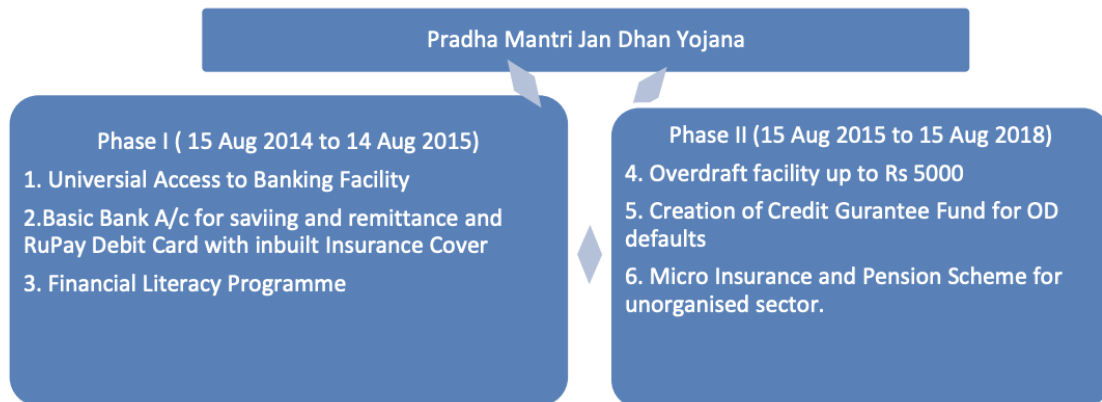 Pradha Mantri Jan Dhan Yojana
Phase I ( 15 Aug 2014 to 14 Aug 2015)
1. Universial Access to Banking Facility
2.Basic Bank A/c for saviing and remittance and
RuPay Debit Card with inbuilt Insurance Cover
3. Financial Literacy Programme
Phase II (15 Aug 2015 to 15 Aug 2018)
4. Overdraft facility up to Rs 5000
5. Creation of Credit Gurantee Fund for OD
defaults
6. Micro Insurance and Pension Scheme for
unorganised sector.